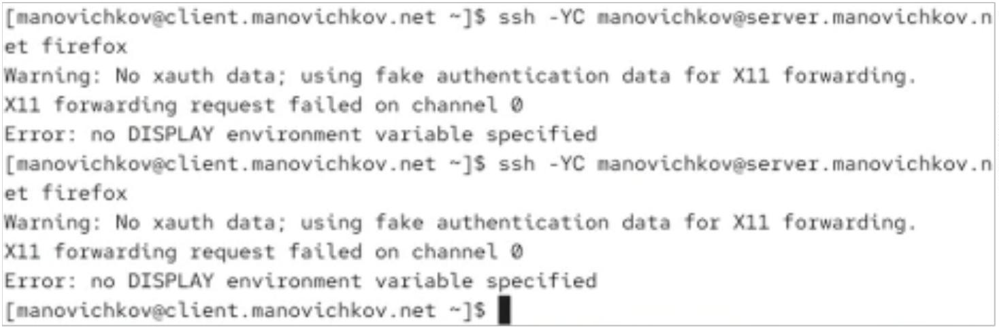 [manovichkov@client.manovichkov.net ~]$ ssh -YC manovichkov@server.manovichkov.n
et firefox
Warning: No xauth data; using fake authentication data for X11 forwarding.
X11 forwarding request failed on channel 0
Error: no DISPLAY environment variable specified
[manovichkov@client.manovichkov.net ~]$ ssh -YC manovichkov@server.manovichkov.n
et firefox
Warning: No xauth data; using fake authentication data for X11 forwarding.
X11 forwarding request failed on channel 0
Error: no DISPLAY environment variable specified
[manovichkov@client.manovichkov.net ~]$